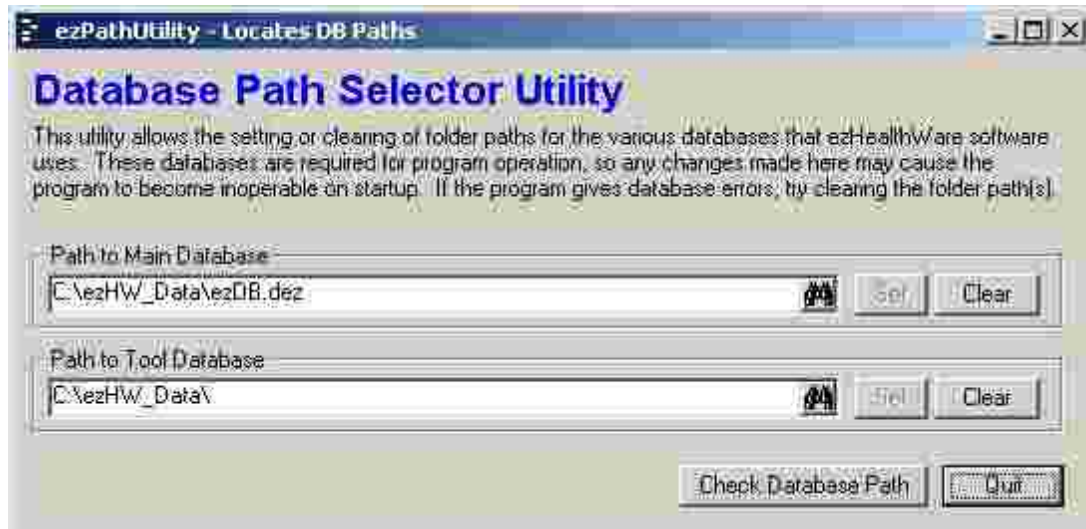 ezPathUtility - Locates DB Paths
Database Path Selector Utility
This utility allows the setting or clearing of folder paths for the various databases that ezHealthWare software
uses. These databases are required for program operation, so any changes made here may cause the
program to become inoperable on startup. If the program gives database errors, try clearing the folder path(s).
Path to Main Database
C:\ezHW_Data\ezDB.dez
Set
Clear
Path to Tool Database
C:\ezHW_Data\
Set
Clear
Check Database Path
Quit